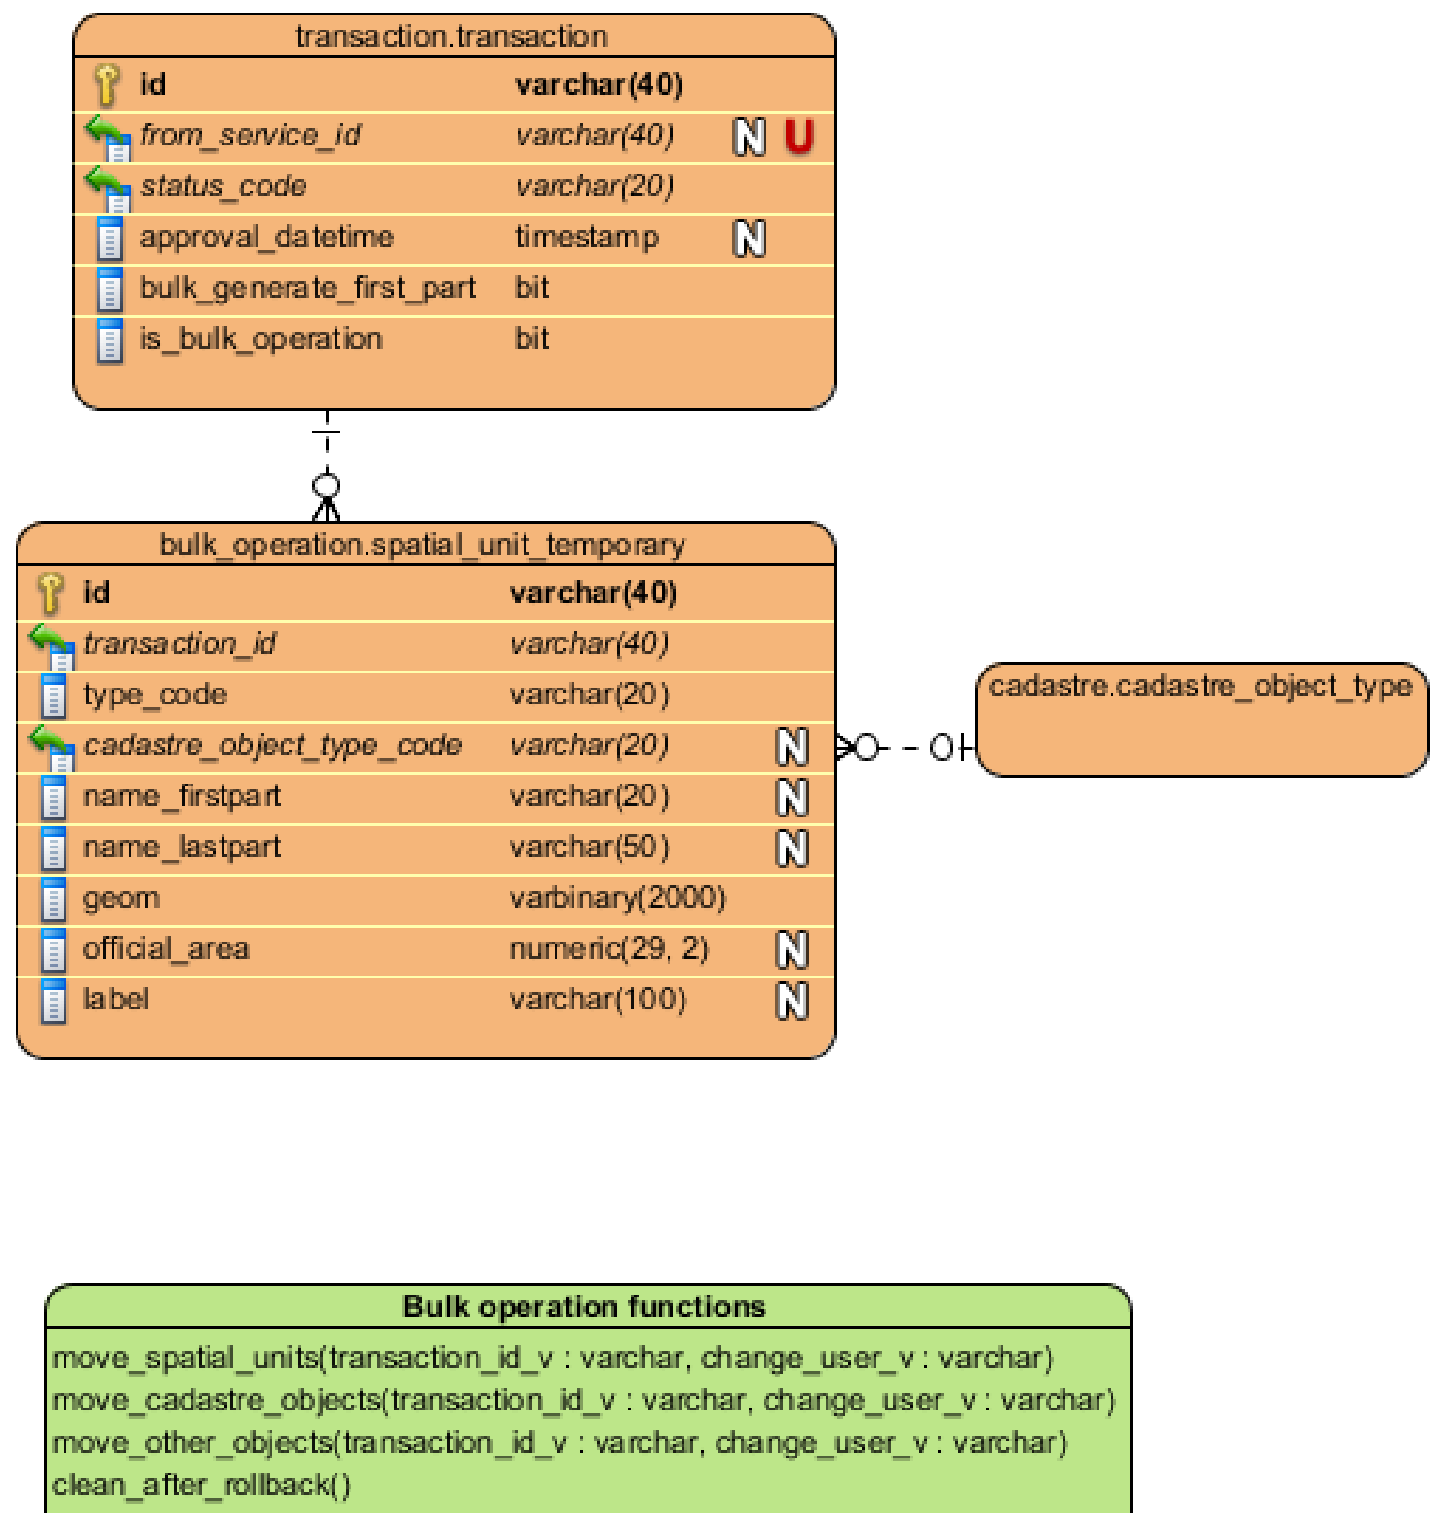 transaction.transaction
id varchar(40)
from_service_id varchar(40) N U
status_code varchar(20)
approval_datetime timestamp N
bulk_generate_first_part bit
is_bulk_operation bit
bulk_operation.spatial_unit_temporary
id varchar(40)
transaction_id varchar(40)
type_code varchar(20)
cadastre_object_type_code varchar(20) N
name_firstpart varchar(20) N
name_lastpart varchar(50) N
geom varbinary(2000)
official_area numeric(29, 2) N
label varchar(100) N
cadastre.cadastre_object_type
Bulk operation functions
move_spatial_units(transaction_id_v : varchar, change_user_v : varchar)
move_cadastre_objects(transaction_id_v : varchar, change_user_v : varchar)
move_other_objects(transaction_id_v : varchar, change_user_v : varchar)
clean_after_rollback()